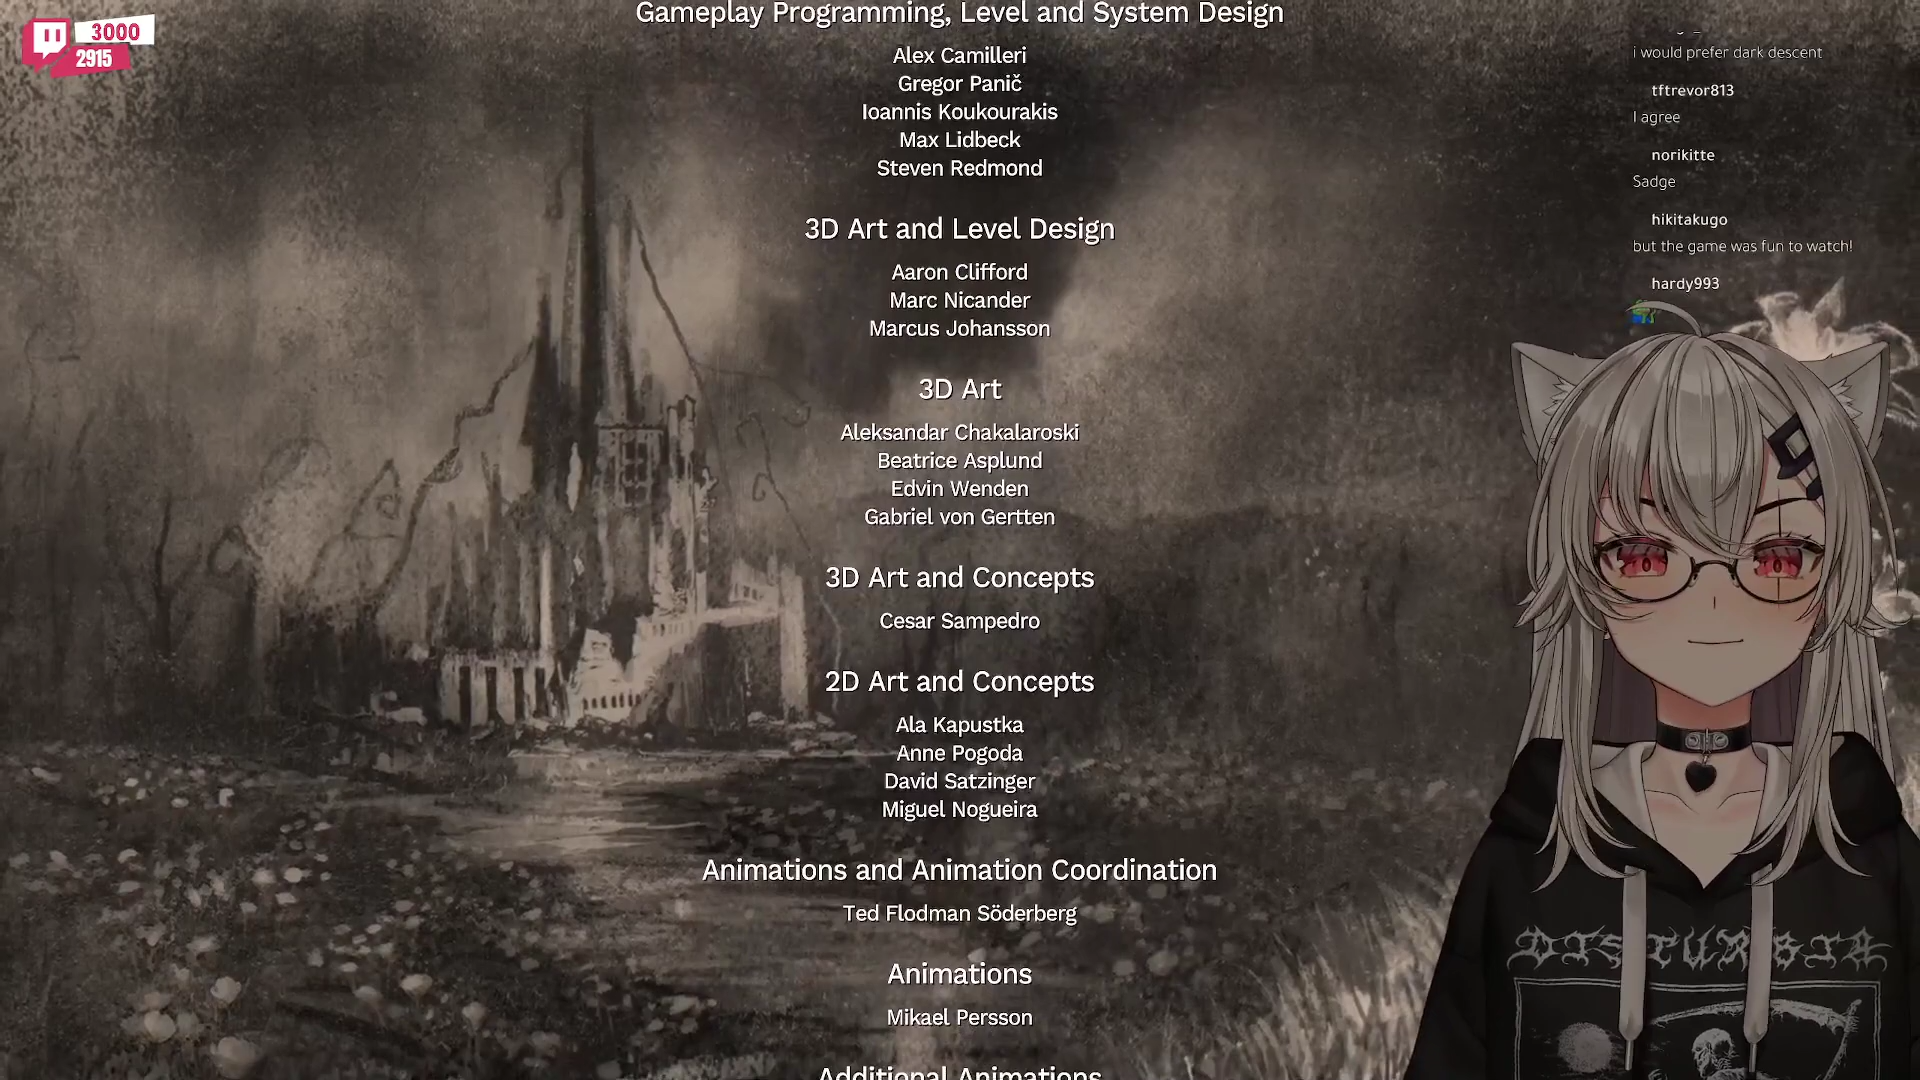 3000
2915
Gameplay Programming, Level and System Design
Alex Camilleri
Gregor Panič
Ioannis Koukourakis
Max Lidbeck
Steven Redmond
3D Art and Level Design
Aaron Clifford
Marc Nicander
Marcus Johansson
3D Art
Aleksandar Chakalaroski
Beatrice Asplund
Edvin Wenden
Gabriel von Gertten
3D Art and Concepts
Cesar Sampedro
2D Art and Concepts
Ala Kapustka
Anne Pogoda
David Satzinger
Miguel Nogueira
Animations and Animation Coordination
Ted Flodman Söderberg
Animations
Mikael Persson
Additional Animations
i would prefer dark descent
tftrevor813
I agree
norikitte
Sadge
hikitakugo
but the game was fun to watch!
hardy993
DISTURBIA